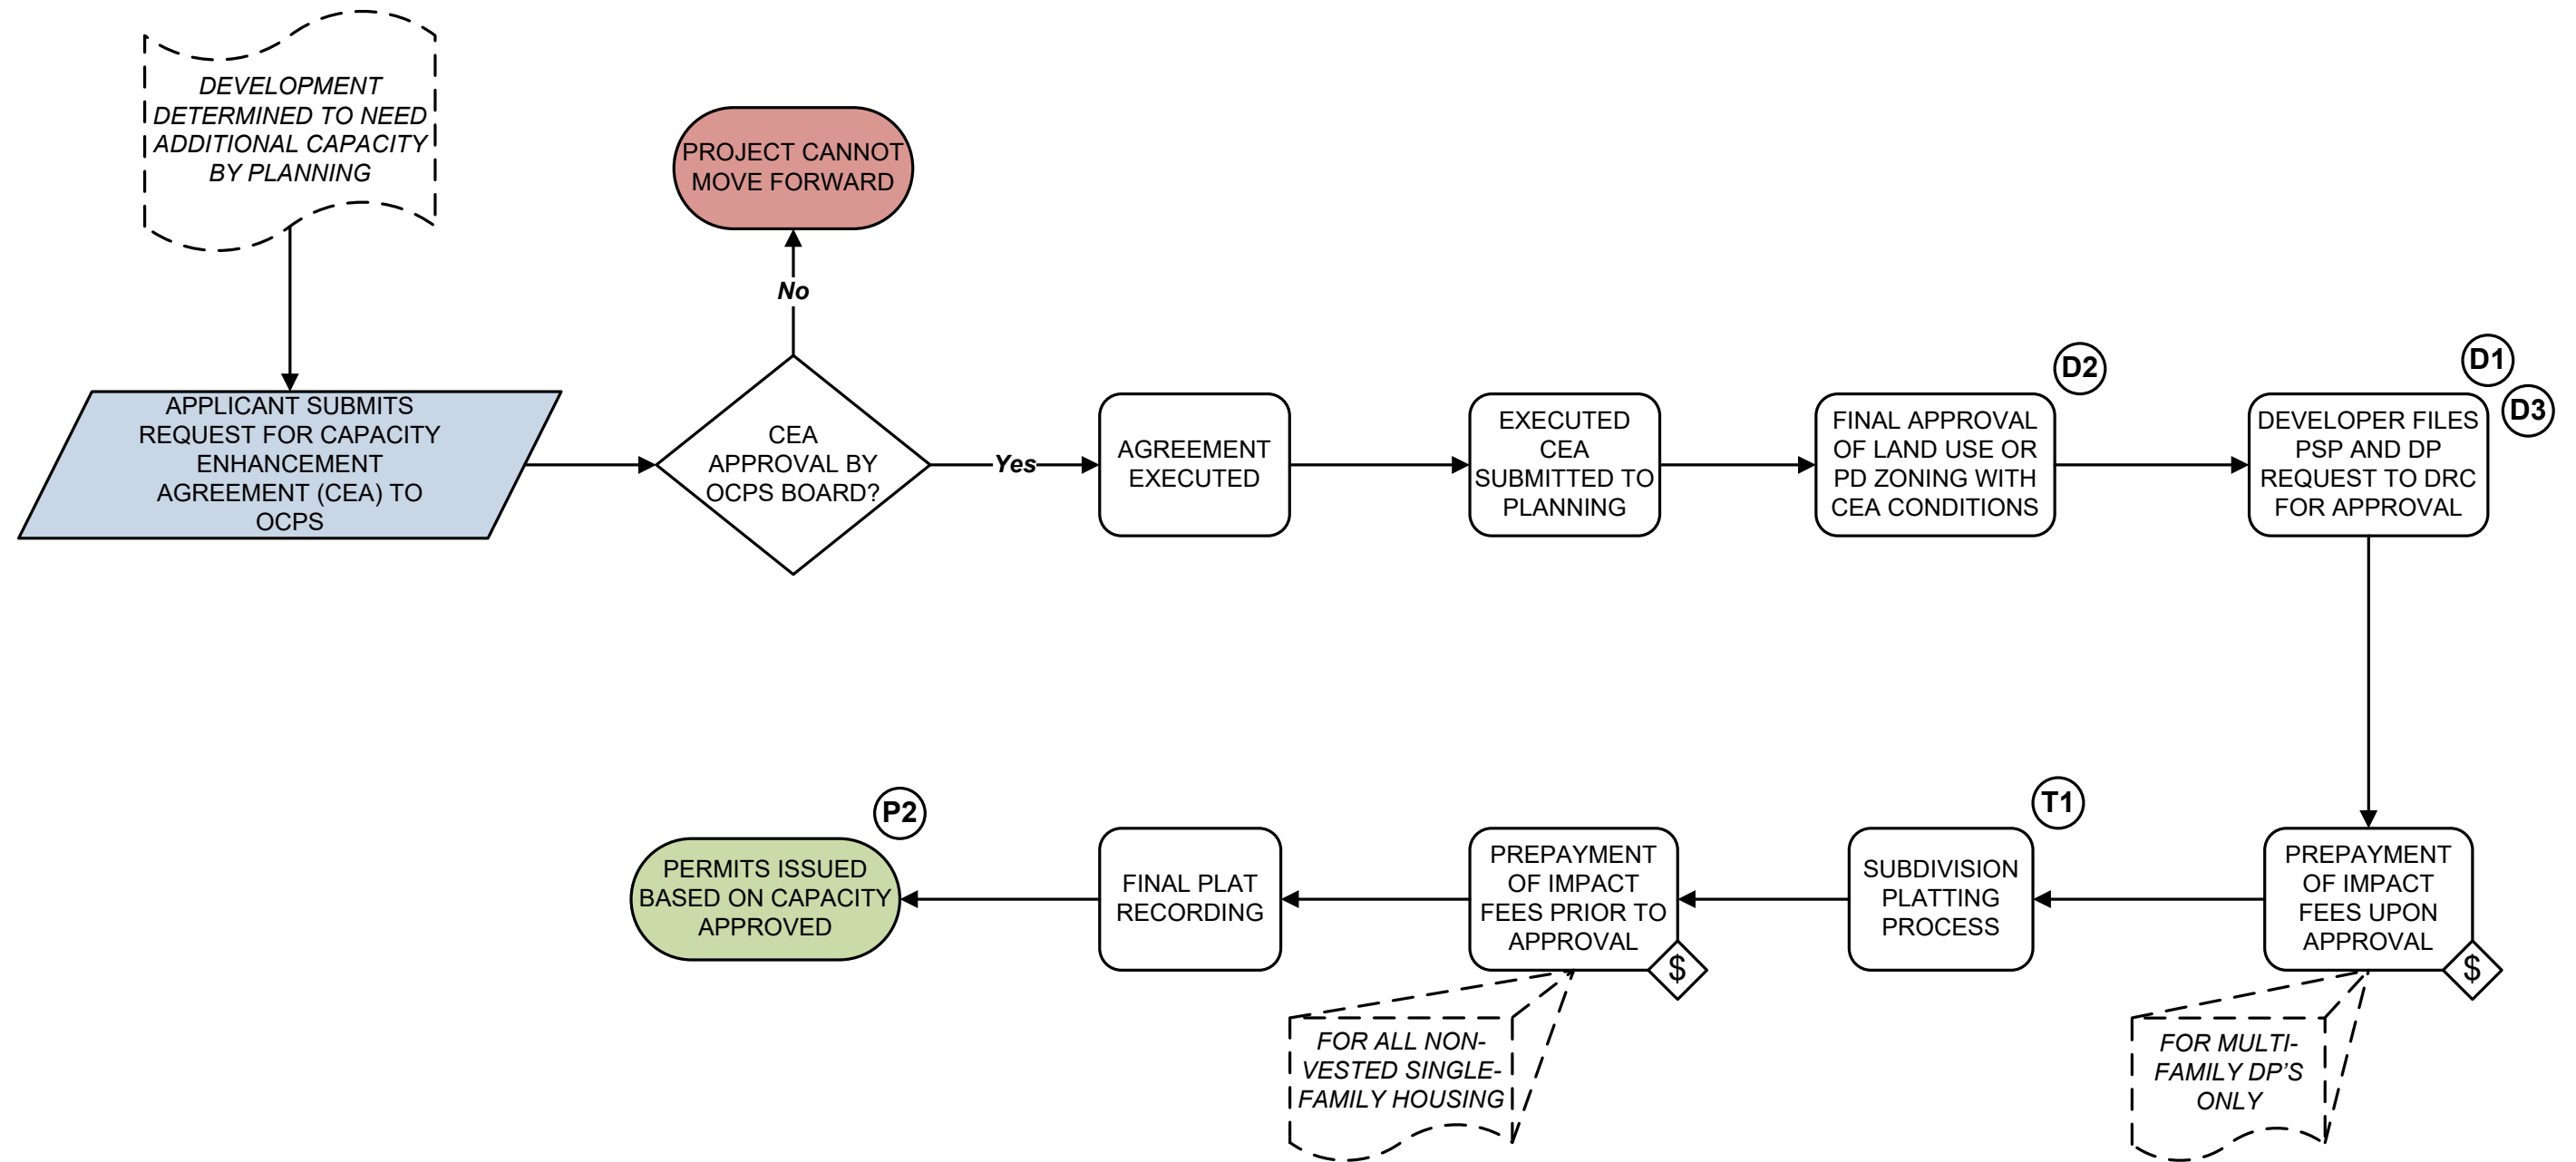 DEVELOPMENT
DETERMINED TO NEED
ADDITIONAL CAPACITY
BY PLANNING
PROJECT CANNOT
MOVE FORWARD
No
APPLICANT SUBMITS
REQUEST FOR CAPACITY
ENHANCEMENT
AGREEMENT (CEA) TO
OCPS
CEA
APPROVAL BY
OCPS BOARD?
Yes
AGREEMENT
EXECUTED
EXECUTED
CEA
SUBMITTED TO
PLANNING
D2
FINAL APPROVAL
OF LAND USE OR
PD ZONING WITH
CEA CONDITIONS
D1
D3
DEVELOPER FILES
PSP AND DP
REQUEST TO DRC
FOR APPROVAL
PREPAYMENT
OF IMPACT
FEES UPON
APPROVAL
$
FOR MULTI-
FAMILY DP'S
ONLY
T1
SUBDIVISION
PLATTING
PROCESS
PREPAYMENT
OF IMPACT
FEES PRIOR TO
APPROVAL
$
FOR ALL NON-
VESTED SINGLE-
FAMILY HOUSING
FINAL PLAT
RECORDING
P2
PERMITS ISSUED
BASED ON CAPACITY
APPROVED